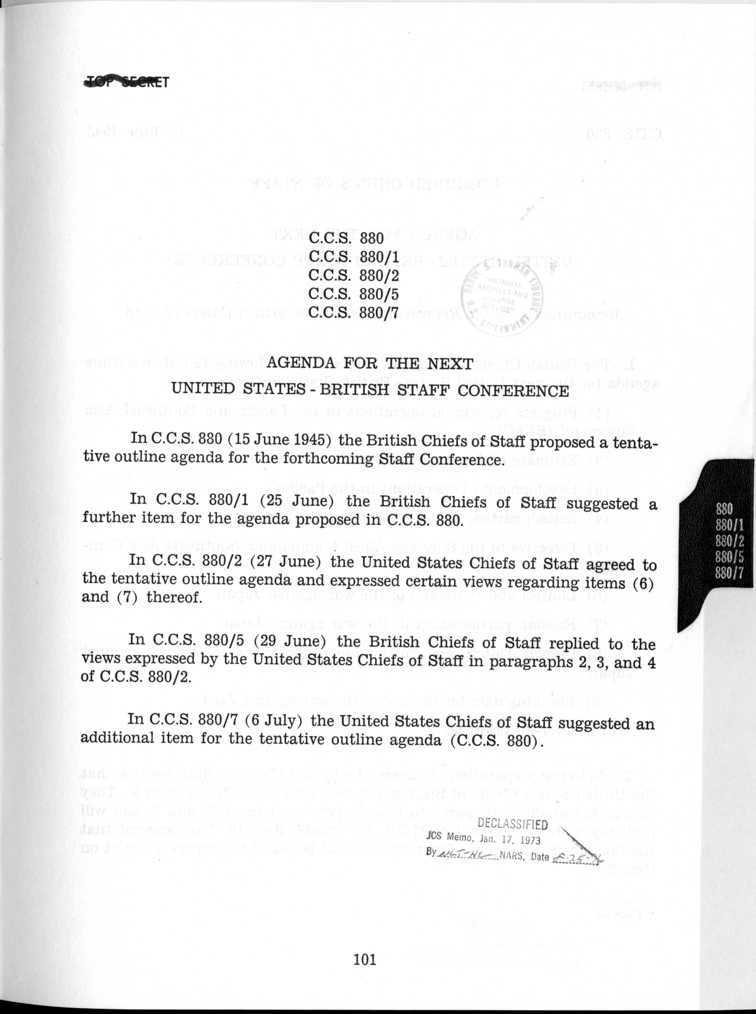 TOP SECRET
C.C.S. 880
C.C.S. 880/1
C.C.S. 880/2
C.C.S. 880/5
C.C.S. 880/7
AGENDA FOR THE NEXT
UNITED STATES - BRITISH STAFF CONFERENCE
In C.C.S. 880 (15 June 1945) the British Chiefs of Staff proposed a tenta-
tive outline agenda for the forthcoming Staff Conference.
In C.C.S. 880/1 (25 June) the British Chiefs of Staff suggested a
further item for the agenda proposed in C.C.S. 880.
In C.C.S. 880/2 (27 June) the United States Chiefs of Staff agreed to
the tentative outline agenda and expressed certain views regarding items (6)
and (7) thereof.
In C.C.S. 880/5 (29 June) the British Chiefs of Staff replied to the
views expressed by the United States Chiefs of Staff in paragraphs 2, 3, and 4
of C.C.S. 880/2.
In C.C.S. 880/7 (6 July) the United States Chiefs of Staff suggested an
additional item for the tentative outline agenda (C.C.S. 880).
880
880/1
880/2
880/5
880/7
DECLASSIFIED
JCS Memo, Jan. 17, 1973
By NLT-HC NARS, Date
101